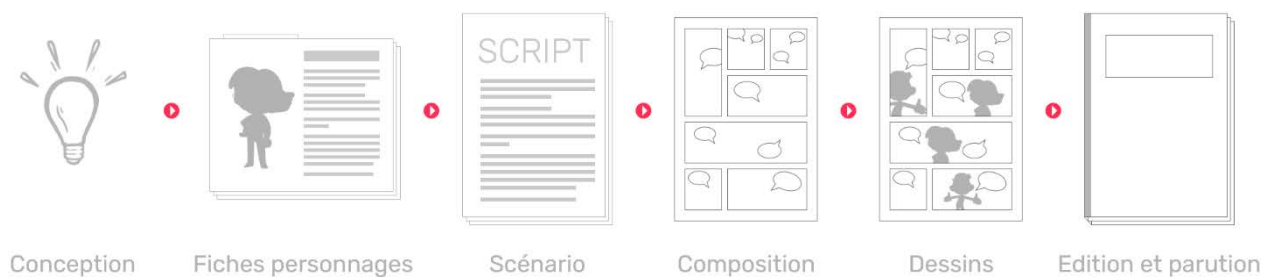 SCRIPT
Conception
Fiches personnages
Scénario
Composition
Dessins
Edition et parution